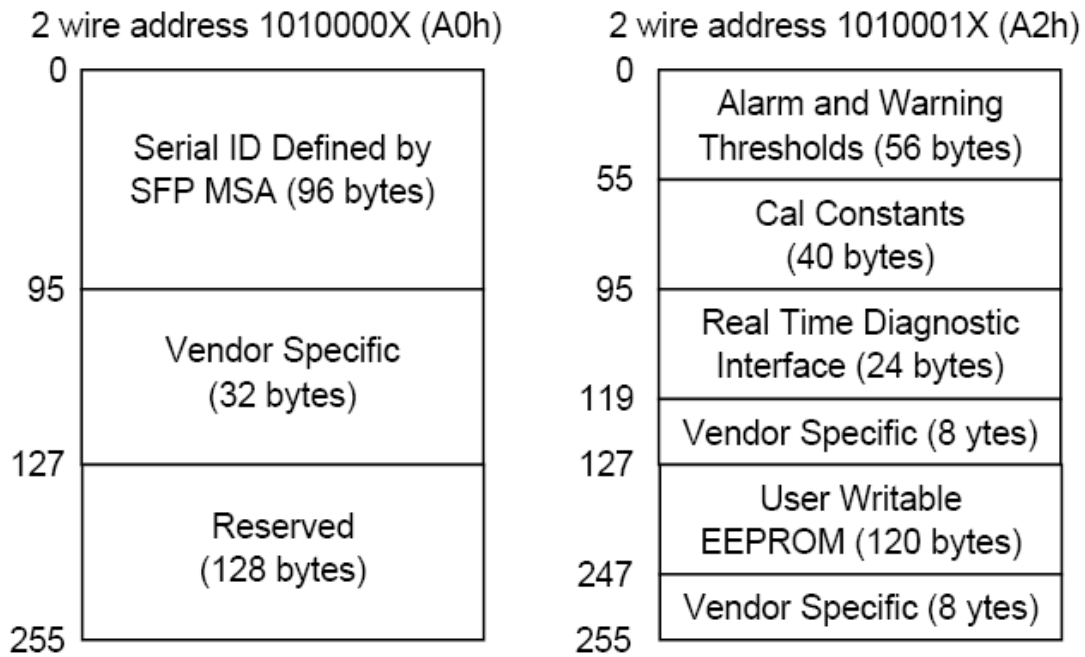 2 wire address 1010000X (A0h)
0
Serial ID Defined by
SFP MSA (96 bytes)
95
Vendor Specific
(32 bytes)
127
Reserved
(128 bytes)
255
2 wire address 1010001X (A2h)
0
Alarm and Warning
Thresholds (56 bytes)
55
Cal Constants
(40 bytes)
95
Real Time Diagnostic
Interface (24 bytes)
119
Vendor Specific (8 ytes)
127
User Writable
EEPROM (120 bytes)
247
Vendor Specific (8 ytes)
255